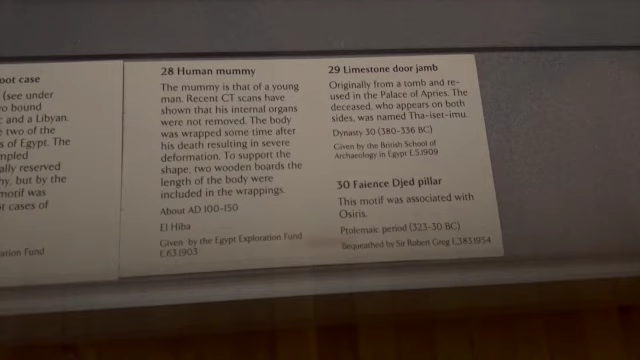 oot case
(see under
o bound
and a Libyan.
two of the
s of Egypt. The
mpled
ally reserved
hy, but by the
motif was
t cases of
ation Fund
28 Human mummy
The mummy is that of a young
man. Recent CT scans have
shown that his internal organs
were not removed. The body
was wrapped some time after
his death resulting in severe
deformation. To support the
shape, two wooden boards the
length of the body were
included in the wrappings.
About AD 100-150
El Hiba
Given by the Egypt Exploration Fund
E.63.1903
29 Limestone door jamb
Originally from a tomb and re-
used in the Palace of Apries. The
deceased, who appears on both
sides, was named Tha-iset-imu.
Dynasty 30 (380-336 BC)
Given by the British School of
Archaeology in Egypt E.5.1909
30 Faience Djed pillar
This motif was associated with
Osiris.
Ptolemaic period (323-30 BC)
Bequeathed by Sir Robert Greg E.383.1954